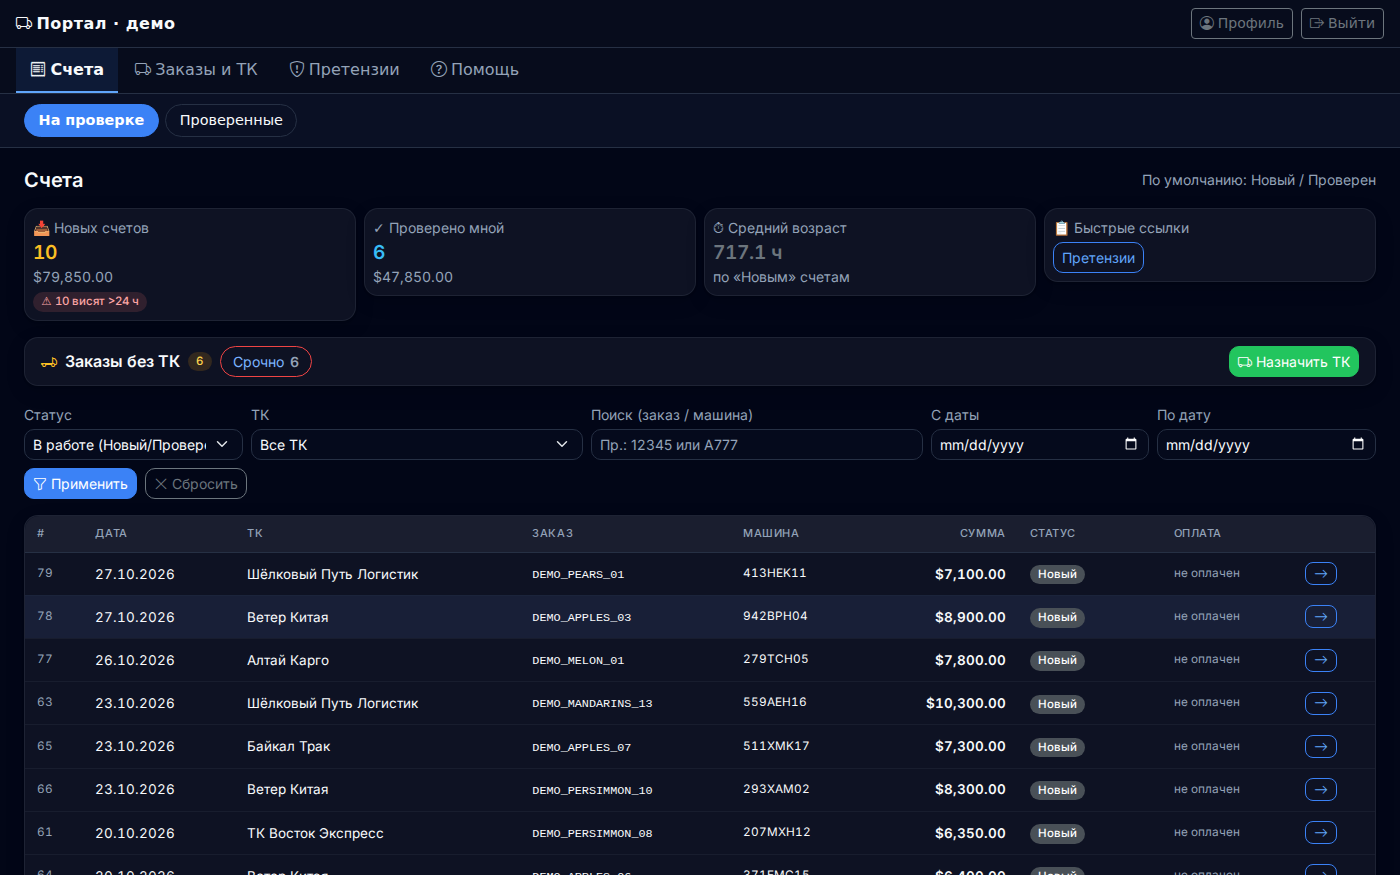 Портал · демо
Профиль
Выйти
Счета
Заказы и ТК
Претензии
Помощь
На проверке
Проверенные
Счета
По умолчанию: Новый / Проверен
Новых счетов
10
$79,850.00
⚠ 10 висят >24 ч
✓ Проверено мной
6
$47,850.00
⏱ Средний возраст
717.1 ч
по «Новым» счетам
Быстрые ссылки
Претензии
Заказы без ТК 6 Срочно 6
Назначить ТК
Статус ТК Поиск (заказ / машина) С даты По дату
В работе (Новый/Провере Все ТК Пр.: 12345 или A777 mm/dd/yyyy mm/dd/yyyy
Применить Сбросить
# ДАТА ТК ЗАКАЗ МАШИНА СУММА СТАТУС ОПЛАТА
79 27.10.2026 Шёлковый Путь Логистик DEMO_PEARS_01 413HEK11 $7,100.00 Новый не оплачен →
78 27.10.2026 Ветер Китая DEMO_APPLES_03 942BPH04 $8,900.00 Новый не оплачен →
77 26.10.2026 Алтай Карго DEMO_MELON_01 279TCH05 $7,800.00 Новый не оплачен →
63 23.10.2026 Шёлковый Путь Логистик DEMO_MANDARINS_13 559AEH16 $10,300.00 Новый не оплачен →
65 23.10.2026 Байкал Трак DEMO_APPLES_07 511XMK17 $7,300.00 Новый не оплачен →
66 23.10.2026 Ветер Китая DEMO_PERSIMMON_10 293XAM02 $8,300.00 Новый не оплачен →
61 20.10.2026 ТК Восток Экспресс DEMO_PERSIMMON_08 207MXH12 $6,350.00 Новый не оплачен →